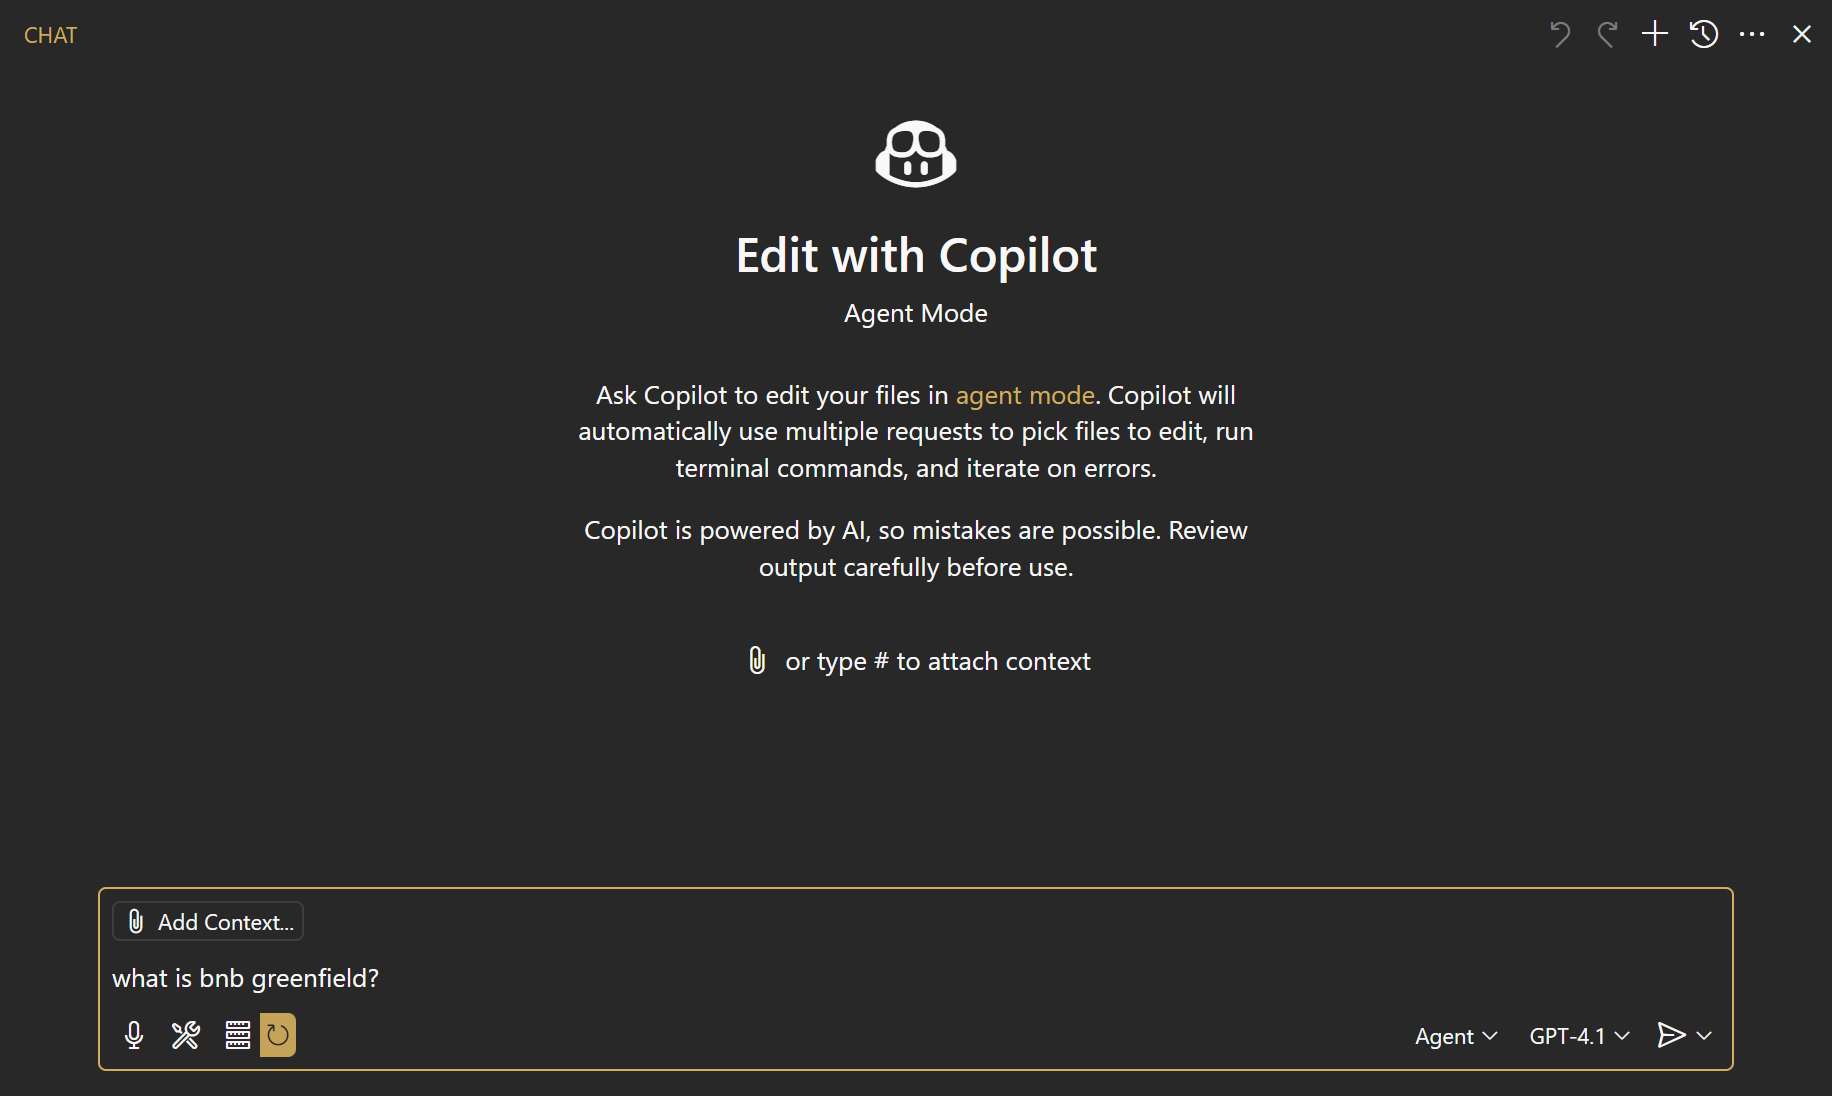 CHAT
Edit with Copilot
Agent Mode
Ask Copilot to edit your files in agent mode. Copilot will
automatically use multiple requests to pick files to edit, run
terminal commands, and iterate on errors.
Copilot is powered by AI, so mistakes are possible. Review
output carefully before use.
or type # to attach context
Add Context...
what is bnb greenfield?
Agent GPT-4.1